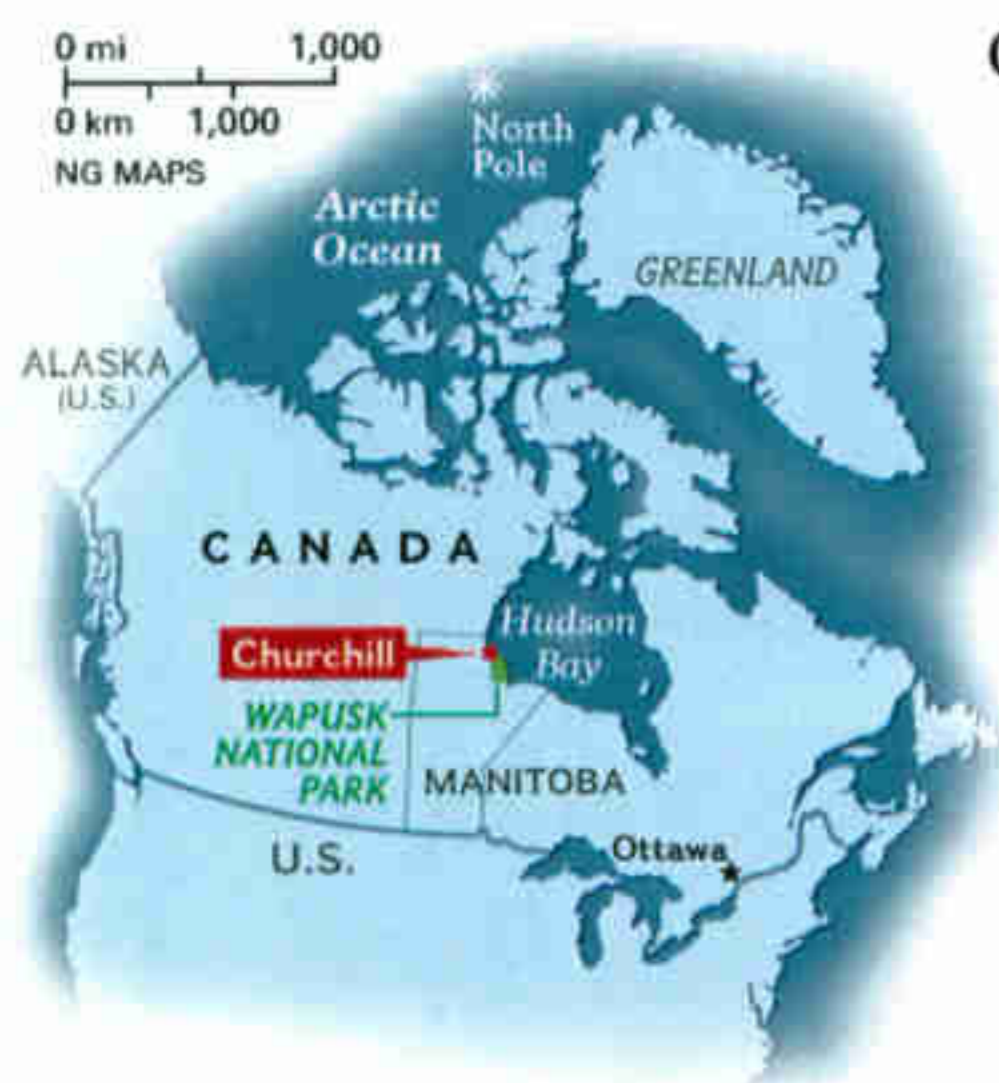 0 mi 1,000
0 km 1,000
NG MAPS
North
Pole
Arctic
Ocean
GREENLAND
ALASKA
(U.S.)
CANADA
Hudson
Bay
Churchill
WAPUSK
NATIONAL
PARK
MANITOBA
Ottawa
U.S.